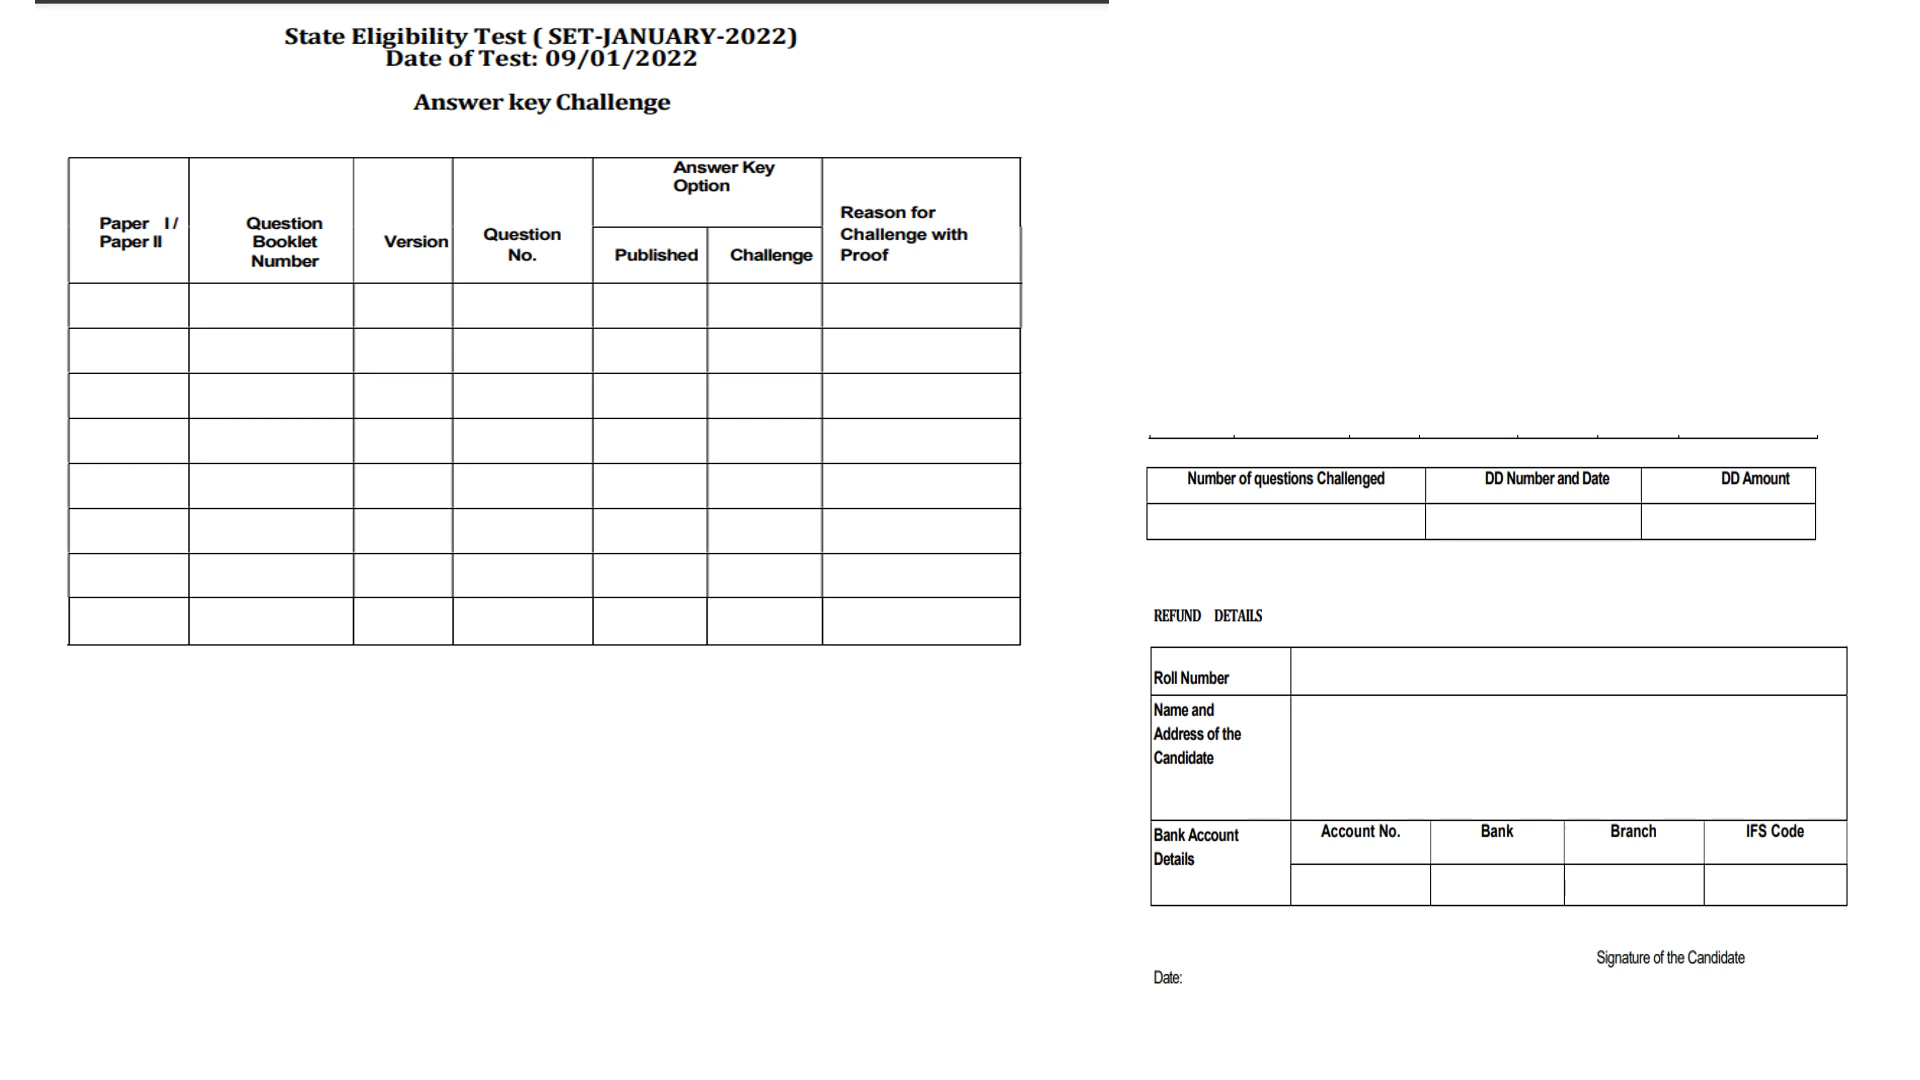 State Eligibility Test ( SET-JANUARY-2022)
Date of Test: 09/01/2022
Answer key Challenge
Paper I /
Paper II
Question
Booklet
Number
Version
Question
No.
Answer Key
Option
Published
Challenge
Reason for
Challenge with
Proof
Number of questions Challenged
DD Number and Date
DD Amount
REFUND DETAILS
Roll Number
Name and
Address of the
Candidate
Bank Account
Details
Account No.
Bank
Branch
IFS Code
Signature of the Candidate
Date: